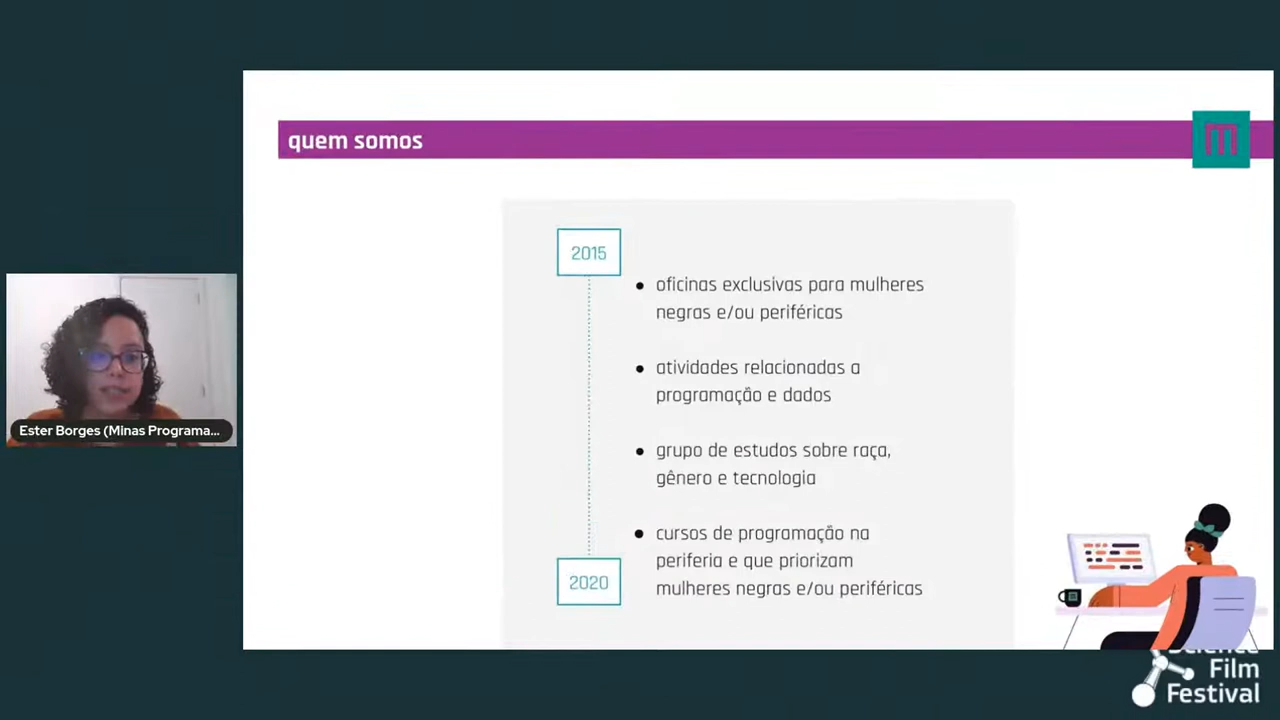 quem somos
m
2015
oficinas exclusivas para mulheres
negras e/ou periféricas
atividades relacionadas a
programação e dados
grupo de estudos sobre raça,
gênero e tecnologia
cursos de programação na
periferia e que priorizam
mulheres negras e/ou periféricas
2020
Ester Borges (Minas Programa...
Science
Film
Festival